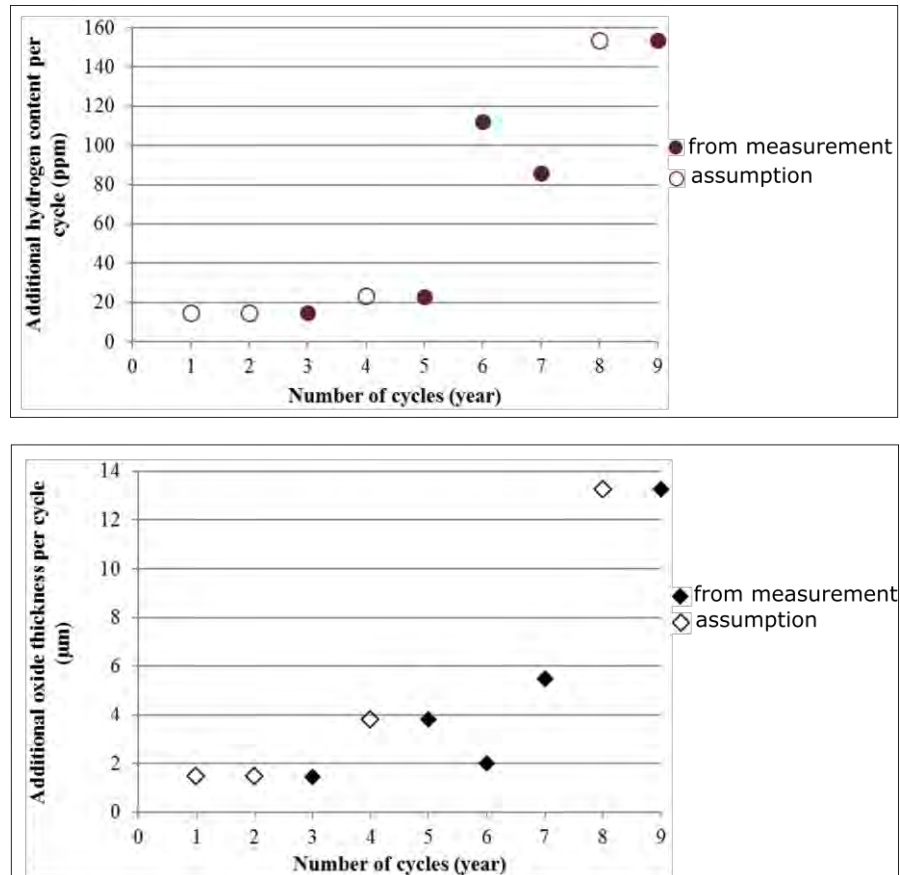 Additional hydrogen content per
cycle (ppm)
160
140
120
100
80
60
40
20
0
0 1 2 3 4 5 6 7 8 9
Number of cycles (year)
from measurement
assumption
Additional oxide thickness per cycle
(µm)
14
12
10
8
6
4
2
0
0 1 2 3 4 5 6 7 8 9
Number of cycles (year)
from measurement
assumption